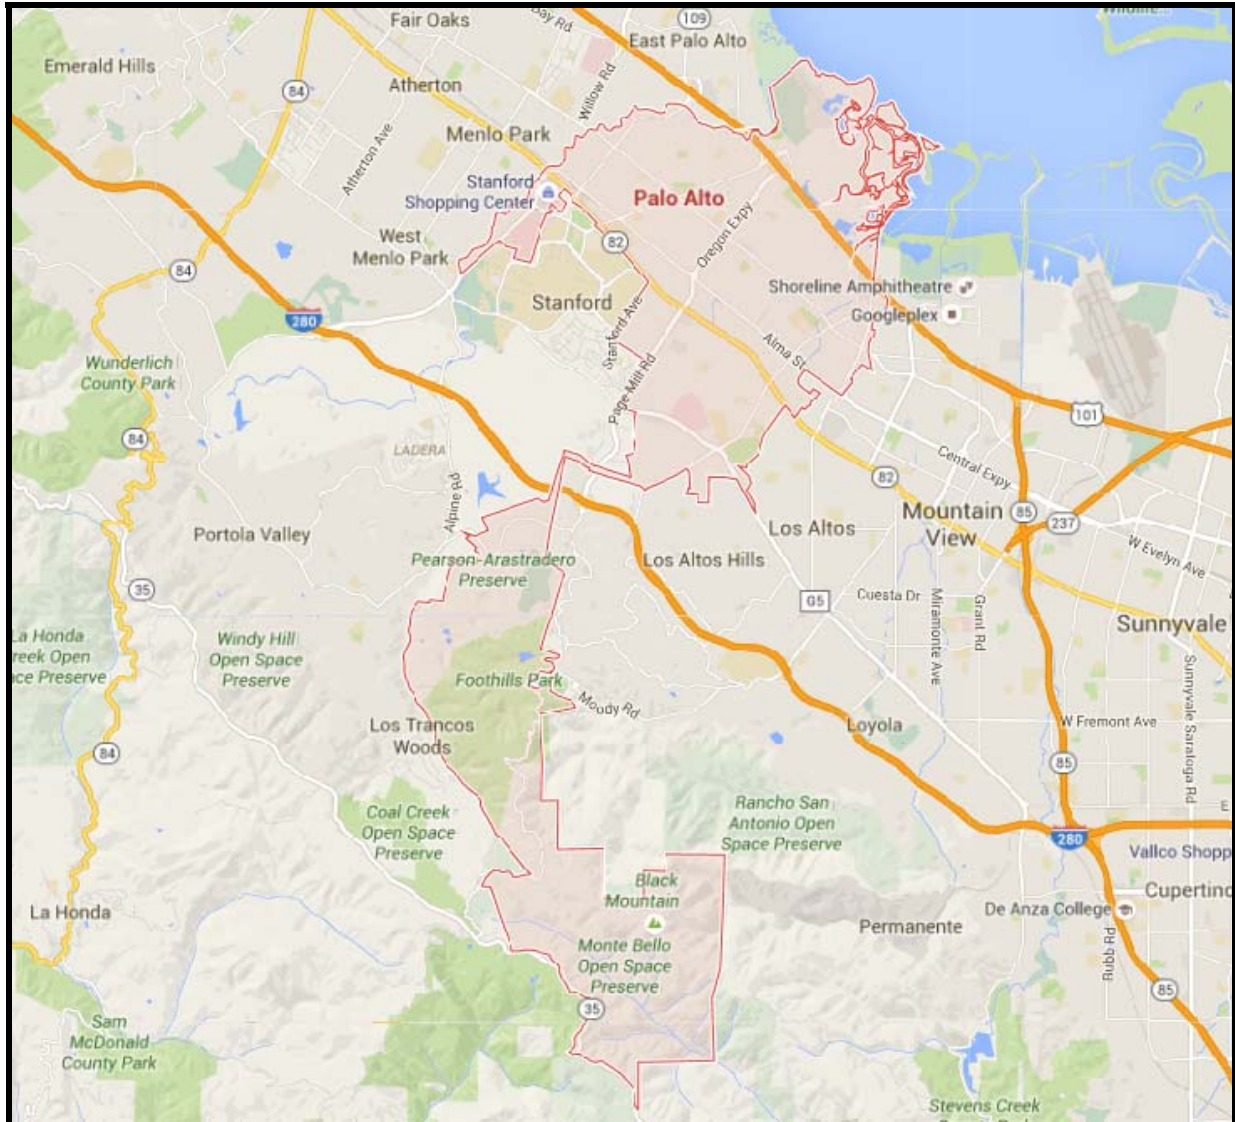 Wildlife...
109
Bay Rd
Fair Oaks
East Palo Alto
Emerald Hills
84
Atherton
Willow Rd
Menlo Park
Atherton Ave
Stanford
Shopping Center
Palo Alto
West
Menlo Park
82
Oregon Expy
84
Shoreline Amphitheatre
Stanford
Googleplex
280
Stanford Ave
Alma St
Wunderlich
County Park
Page Mill Rd
101
84
LADERA
Central Expy
82
Alpine Rd
Mountain
View
85
237
Portola Valley
Los Altos
W Evelyn Ave
Pearson-Arastradero
Preserve
Los Altos Hills
35
G5
Cuesta Dr
Miramonte Ave
Grant Rd
Sunnyvale
La Honda
reek Open
ce Preserve
Windy Hill
Open Space
Preserve
Foothills Park
Sunnyvale Saratoga Rd
Moody Rd
Los Trancos
Woods
Loyola
W Fremont Ave
84
85
Coal Creek
Open Space
Preserve
Rancho San
Antonio Open
Space Preserve
E
280
Vallco Shopp
Black
Mountain
Cupertino
La Honda
De Anza College
Permanente
Monte Bello
Open Space
Preserve
Bubb Rd
85
35
Sam
McDonald
County Park
Stevens Creek